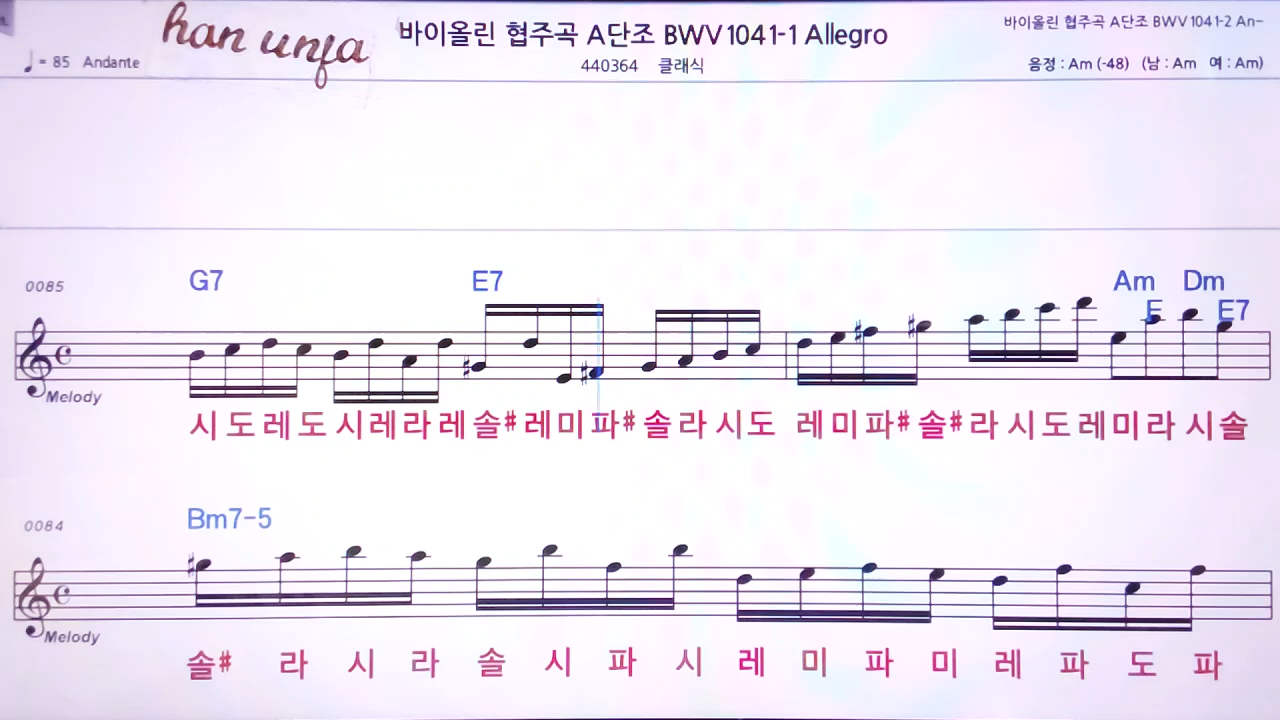 han unja
바이올린 협주곡 A단조 BWV1041-1 Allegro
바이올린 협주곡 A단조 BWV1041-2 An-
♩= 85 Andante
440364 클래식
음정 : Am (-48) (남 : Am 여 : Am)
0085 G7 E7 Am Dm
E E7
Melody
시 도 레 도 시 레 라 레 솔# 레 미 파# 솔 라 시 도 레 미 파# 솔# 라 시 도 레 미 라 시 솔
0084 Bm7-5
Melody
솔# 라 시 라 솔 시 파 시 레 미 파 미 레 파 도 파